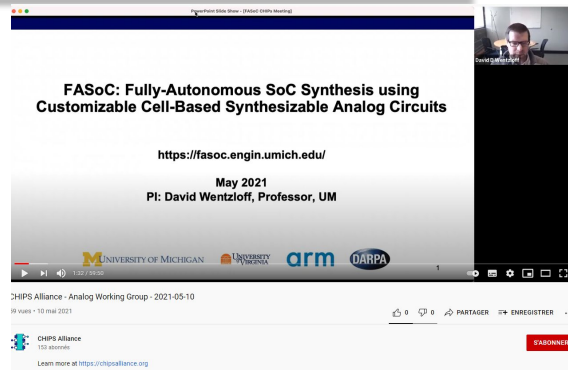 PowerPoint Slide Show - [FASoC CHIPs Meeting]
David D Wentzloff
FASoC: Fully-Autonomous SoC Synthesis using
Customizable Cell-Based Synthesizable Analog Circuits
https://fasoc.engin.umich.edu/
May 2021
PI: David Wentzloff, Professor, UM
UNIVERSITY OF MICHIGAN
UNIVERSITY of VIRGINIA
arm
DARPA
1
1:32 / 59:50
CHIPS Alliance - Analog Working Group - 2021-05-10
vues • 10 mai 2021
0
0
PARTAGER
ENREGISTRER
CHIPS Alliance
153 abonnés
S'ABONNER
Learn more at https://chipsalliance.org